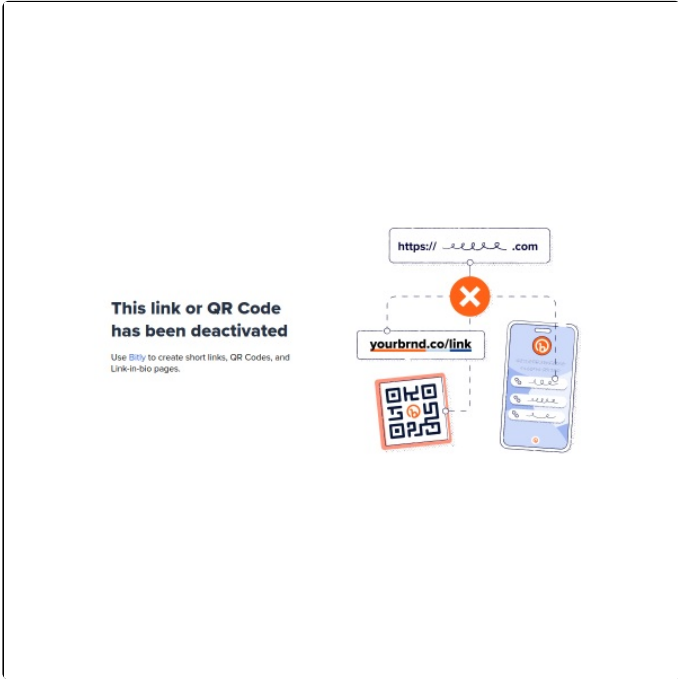 This link or QR Code
has been deactivated
Use Bitly to create short links, QR Codes, and
Link-in-bio pages.
https:// .com
yourbrnd.co/link